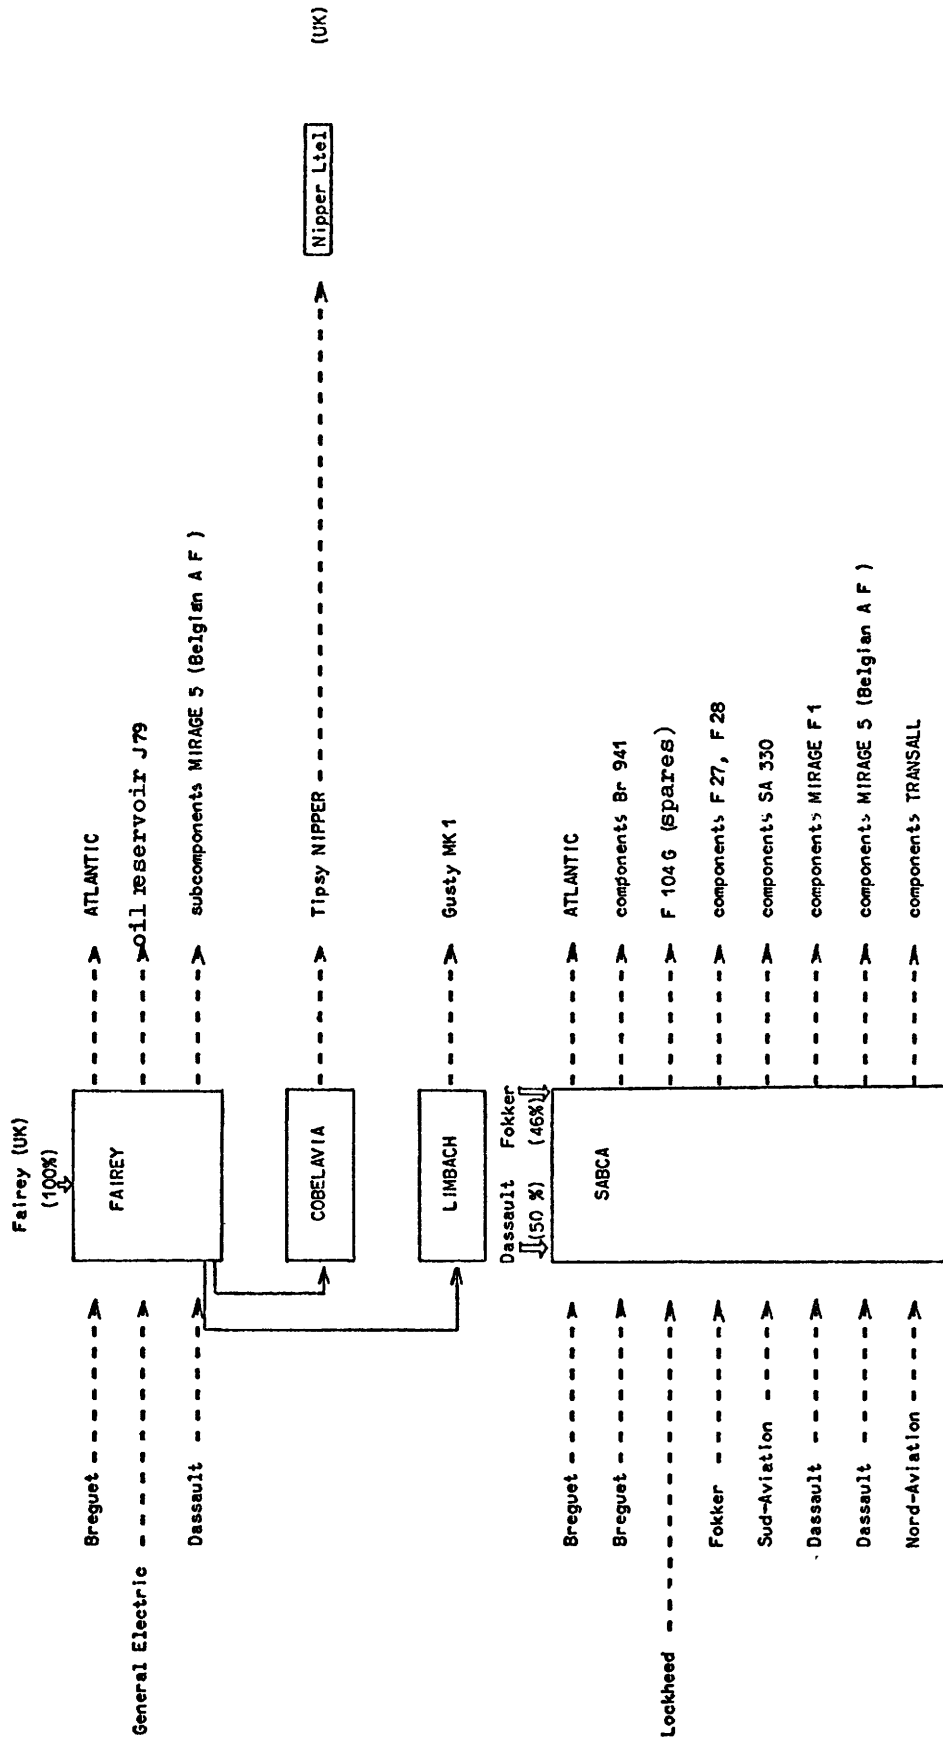 Fairey (UK)
(100%)
Breguet
FAIREY
ATLANTIC
General Electric
oil reservoir J79
Dassault
subcomponents MIRAGE 5 (Belgian A F )
COBELAVIA
Tipsy NIPPER
Nipper Ltel
(UK)
LIMBACH
Gusty MK1
Dassault Fokker
(50 %) (46%)
SABCA
Breguet
ATLANTIC
Breguet
components Br 941
Lockheed
F 104 G (spares)
Fokker
components F 27, F 28
Sud-Aviation
components SA 330
Dassault
components MIRAGE F1
Dassault
components MIRAGE 5 (Belgian A F )
Nord-Aviation
components TRANSALL